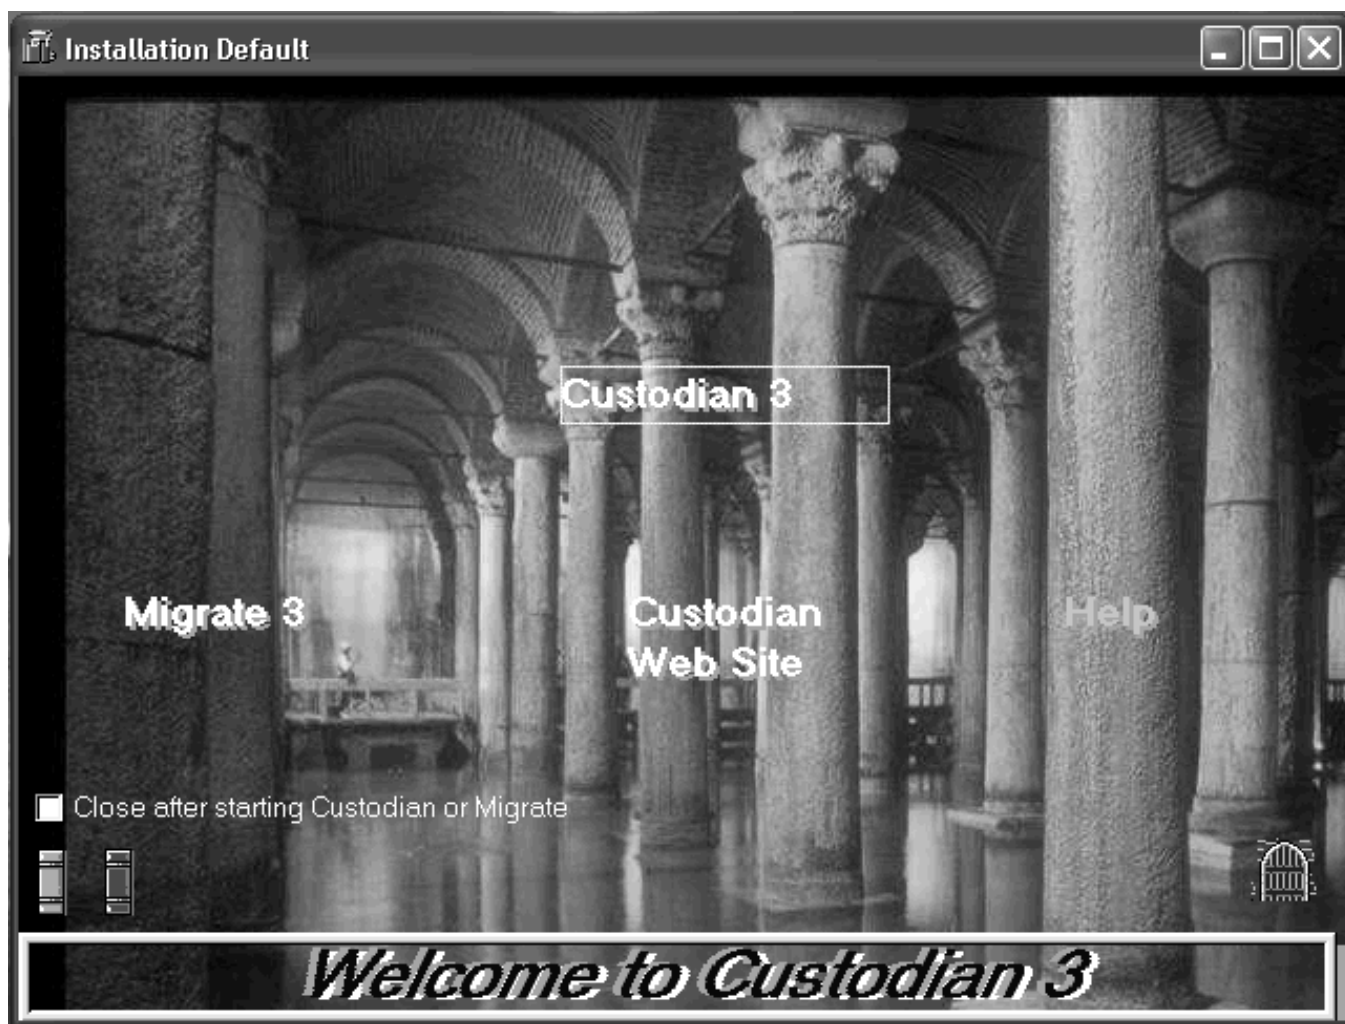 Installation Default
Custodian 3
Migrate 3
Custodian
Web Site
Help
Close after starting Custodian or Migrate
Welcome to Custodian 3